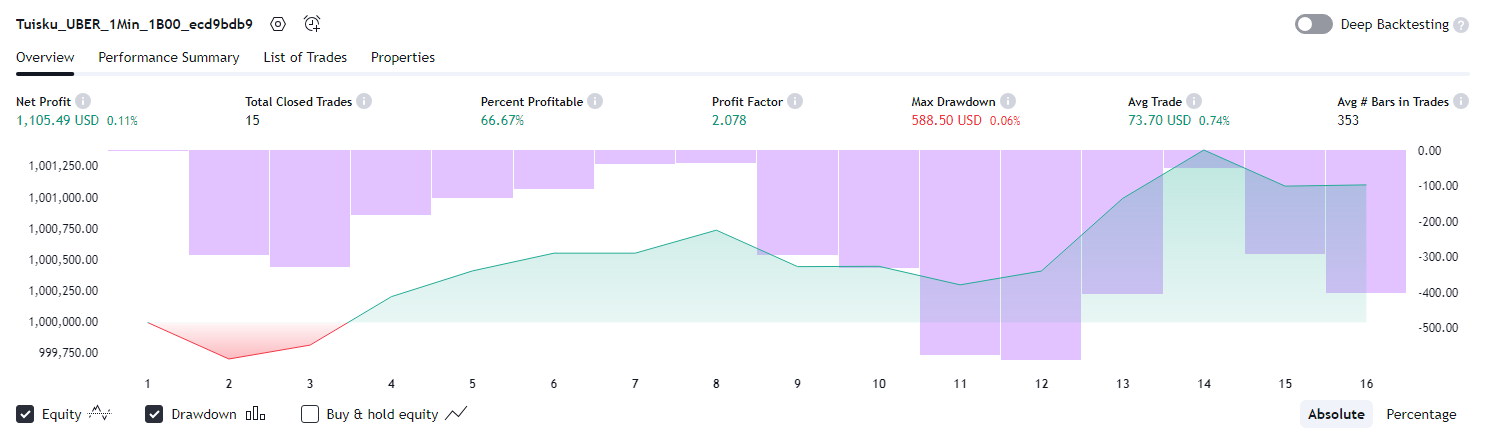 Tuisku_UBER_1Min_1B00_ecd9bdb9
Deep Backtesting ?
Overview Performance Summary List of Trades Properties
Net Profit i Total Closed Trades i Percent Profitable i Profit Factor i Max Drawdown i Avg Trade i Avg # Bars in Trades i
1,105.49 USD 0.11% 15 66.67% 2.078 588.50 USD 0.06% 73.70 USD 0.74% 353
1,001,250.00
1,001,000.00
1,000,750.00
1,000,500.00
1,000,250.00
1,000,000.00
999,750.00
0.00
-100.00
-200.00
-300.00
-400.00
-500.00
1 2 3 4 5 6 7 8 9 10 11 12 13 14 15 16
Equity Drawdown Buy & hold equity Absolute Percentage